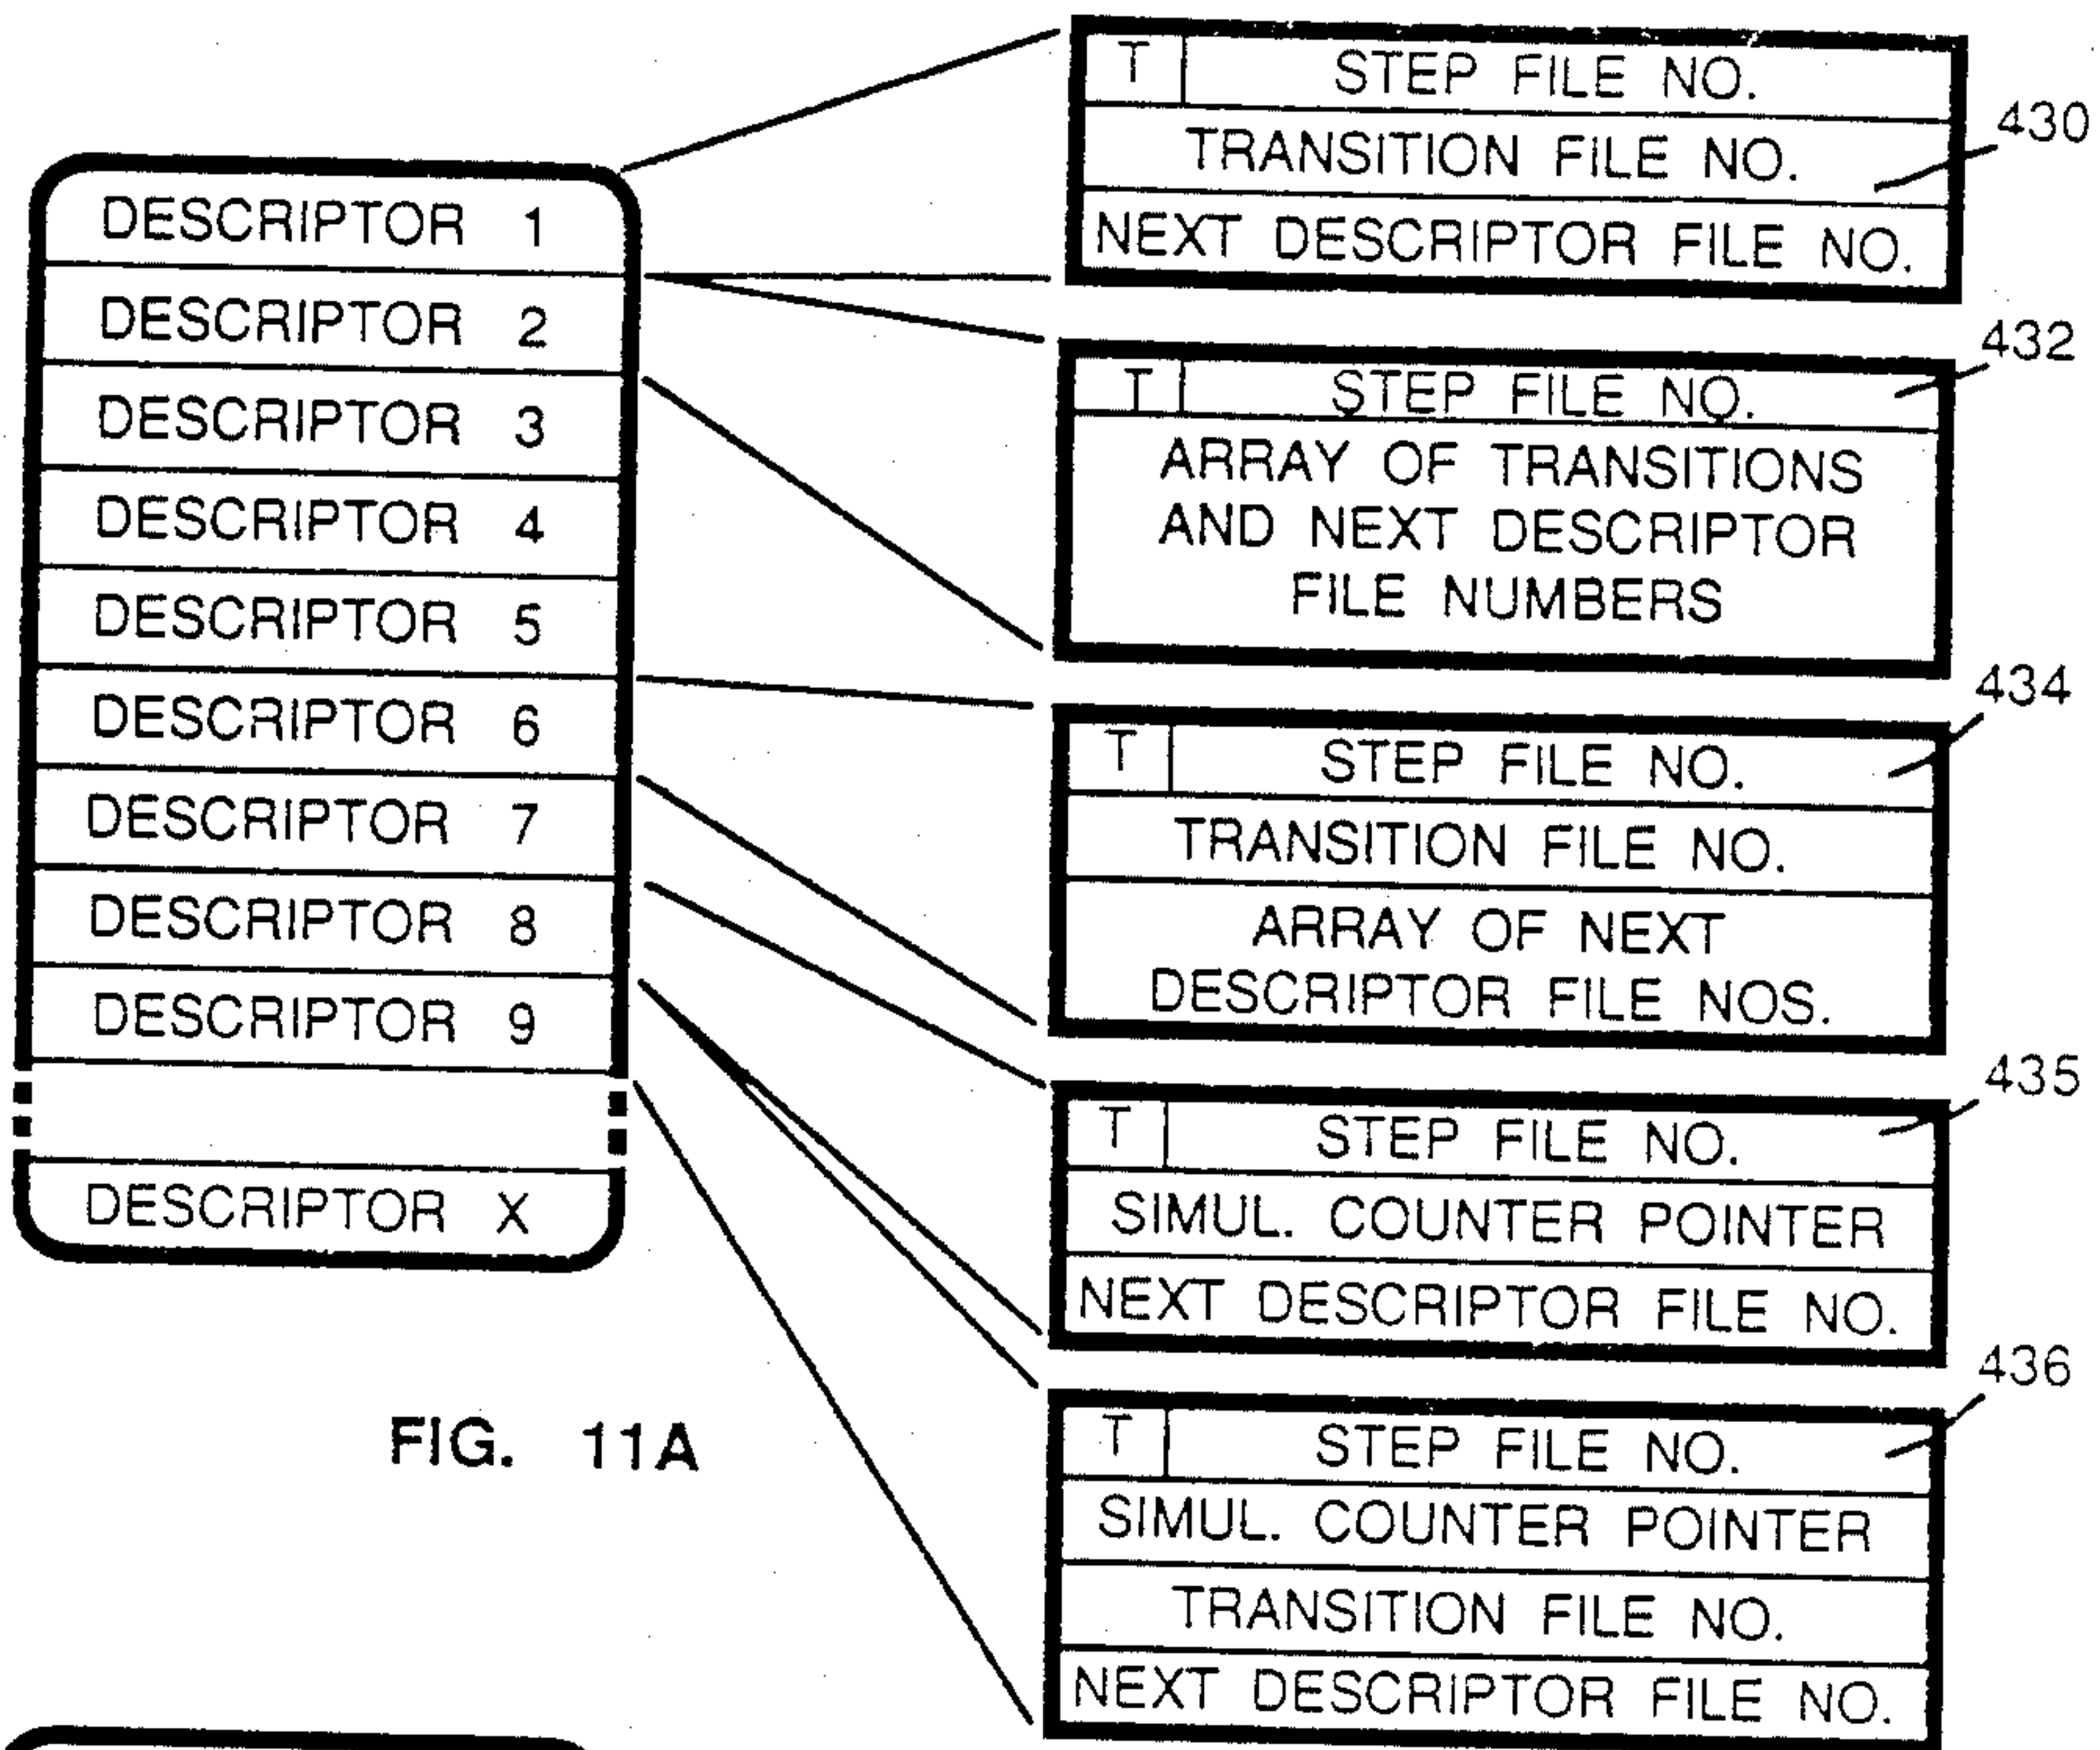 DESCRIPTOR 1
DESCRIPTOR 2
DESCRIPTOR 3
DESCRIPTOR 4
DESCRIPTOR 5
DESCRIPTOR 6
DESCRIPTOR 7
DESCRIPTOR 8
DESCRIPTOR 9
DESCRIPTOR X
FIG. 11A
T STEP FILE NO.
TRANSITION FILE NO.
NEXT DESCRIPTOR FILE NO.
430
T STEP FILE NO.
ARRAY OF TRANSITIONS
AND NEXT DESCRIPTOR
FILE NUMBERS
432
T STEP FILE NO.
TRANSITION FILE NO.
ARRAY OF NEXT
DESCRIPTOR FILE NOS.
434
T STEP FILE NO.
SIMUL. COUNTER POINTER
NEXT DESCRIPTOR FILE NO.
435
T STEP FILE NO.
SIMUL. COUNTER POINTER
TRANSITION FILE NO.
NEXT DESCRIPTOR FILE NO.
436